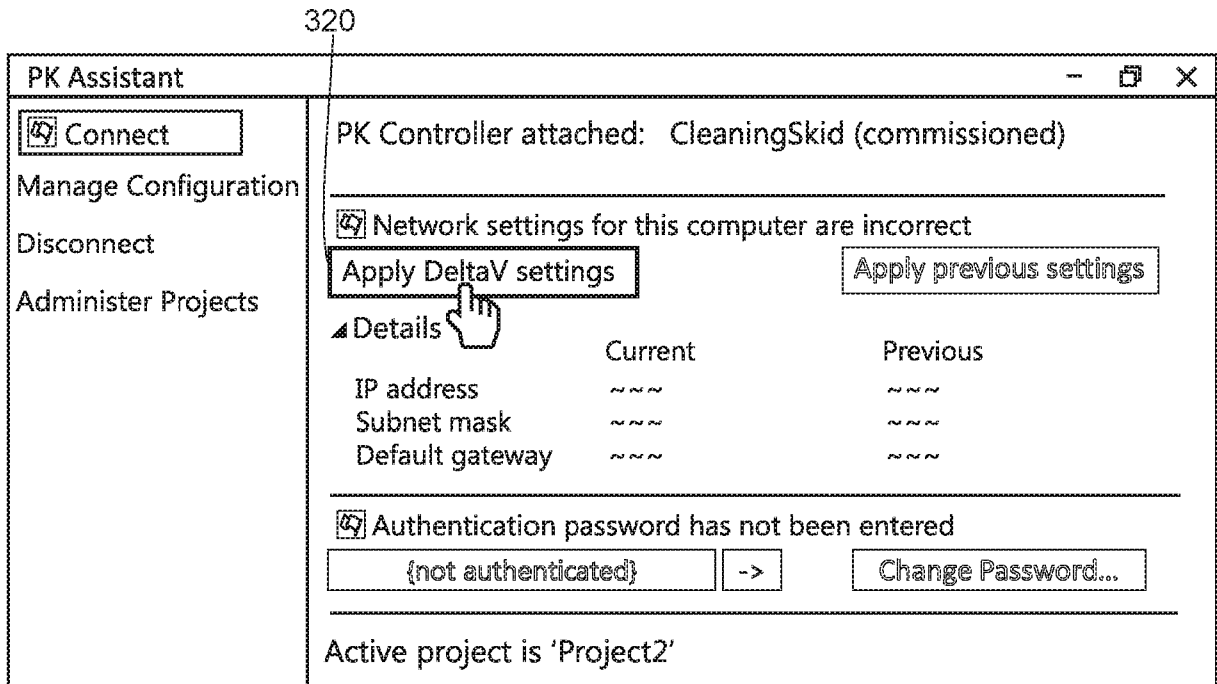 320
PK Assistant
Connect
Manage Configuration
Disconnect
Administer Projects
PK Controller attached: CleaningSkid (commissioned)
Network settings for this computer are incorrect
Apply DeltaV settings
Apply previous settings
Details
Current Previous
IP address ~~~ ~~~
Subnet mask ~~~ ~~~
Default gateway ~~~ ~~~
Authentication password has not been entered
{not authenticated} -> Change Password...
Active project is 'Project2'